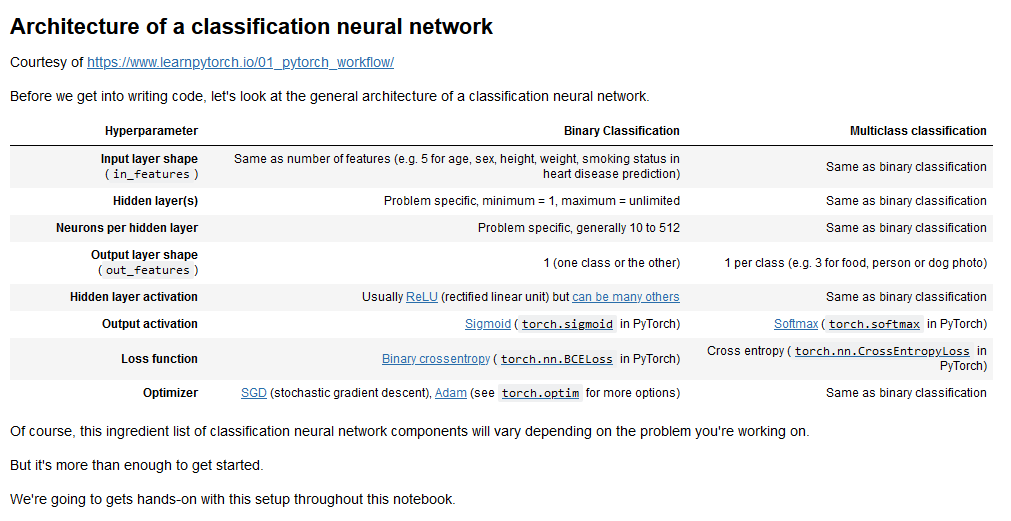 Architecture of a classification neural network
Courtesy of https://www.learnpytorch.io/01_pytorch_workflow/
Before we get into writing code, let's look at the general architecture of a classification neural network.
Hyperparameter Binary Classification Multiclass classification
Input layer shape
( in_features )
Same as number of features (e.g. 5 for age, sex, height, weight, smoking status in
heart disease prediction)
Same as binary classification
Hidden layer(s) Problem specific, minimum = 1, maximum = unlimited Same as binary classification
Neurons per hidden layer Problem specific, generally 10 to 512 Same as binary classification
Output layer shape
( out_features )
1 (one class or the other) 1 per class (e.g. 3 for food, person or dog photo)
Hidden layer activation Usually ReLU (rectified linear unit) but can be many others Same as binary classification
Output activation Sigmoid ( torch.sigmoid in PyTorch) Softmax ( torch.softmax in PyTorch)
Loss function Binary crossentropy ( torch.nn.BCELoss in PyTorch)
Cross entropy ( torch.nn.CrossEntropyLoss in
PyTorch)
Optimizer SGD (stochastic gradient descent), Adam (see torch.optim for more options) Same as binary classification
Of course, this ingredient list of classification neural network components will vary depending on the problem you're working on.
But it's more than enough to get started.
We're going to gets hands-on with this setup throughout this notebook.